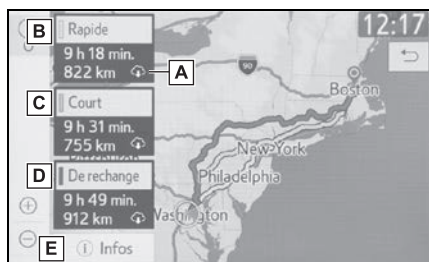 12:17
B
Rapide
9 h 18 min.
822 km
A
90
Boston
C
Court
9 h 31 min.
755 km
New York
D
De rechange
Philadelphia
9 h 49 min.
912 km
Washington
E
Infos